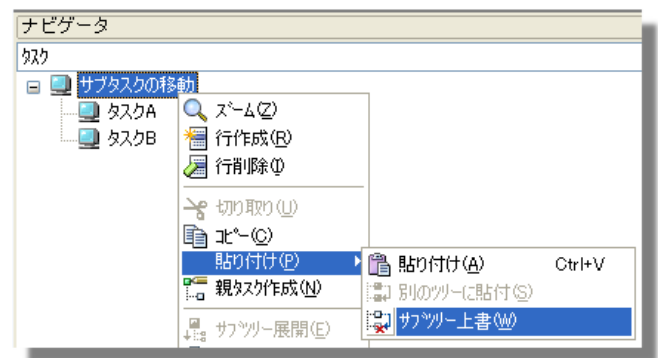 ナビゲータ
ﾀｽｸ
サブタスクの移動
タスクA
タスクB
ｽﾞｰﾑ(Z)
行作成(R)
行削除(I)
切り取り(U)
ｺﾋﾟｰ(C)
貼り付け(P)
親ﾀｽｸ作成(N)
ｻﾌﾞﾂﾘｰ展開(E)
貼り付け(A) Ctrl+V
別のツリーに貼付(S)
ｻﾌﾞﾂﾘｰ上書(W)